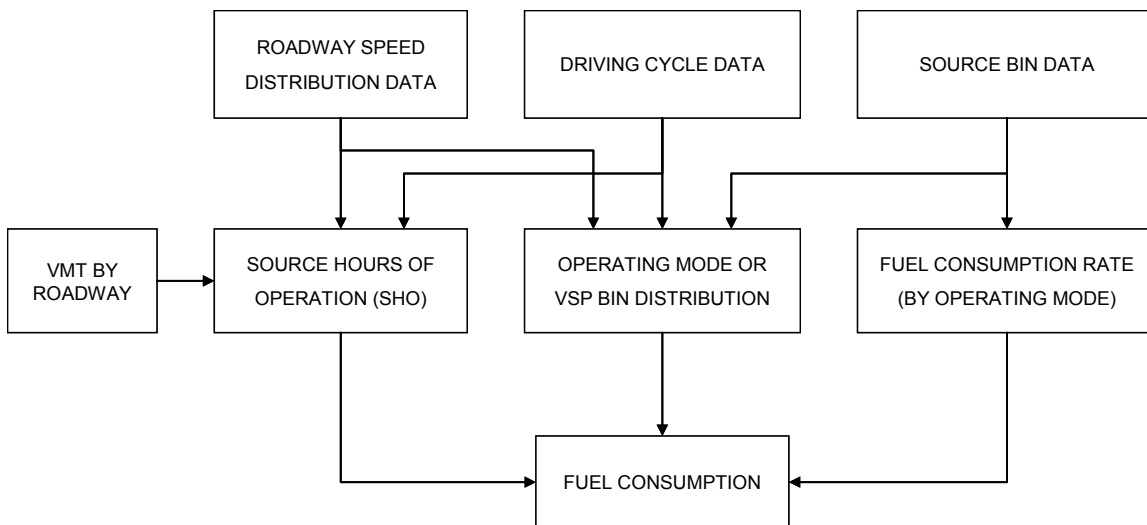 ROADWAY SPEED
DISTRIBUTION DATA
DRIVING CYCLE DATA
SOURCE BIN DATA
VMT BY
ROADWAY
SOURCE HOURS OF
OPERATION (SHO)
OPERATING MODE OR
VSP BIN DISTRIBUTION
FUEL CONSUMPTION RATE
(BY OPERATING MODE)
FUEL CONSUMPTION